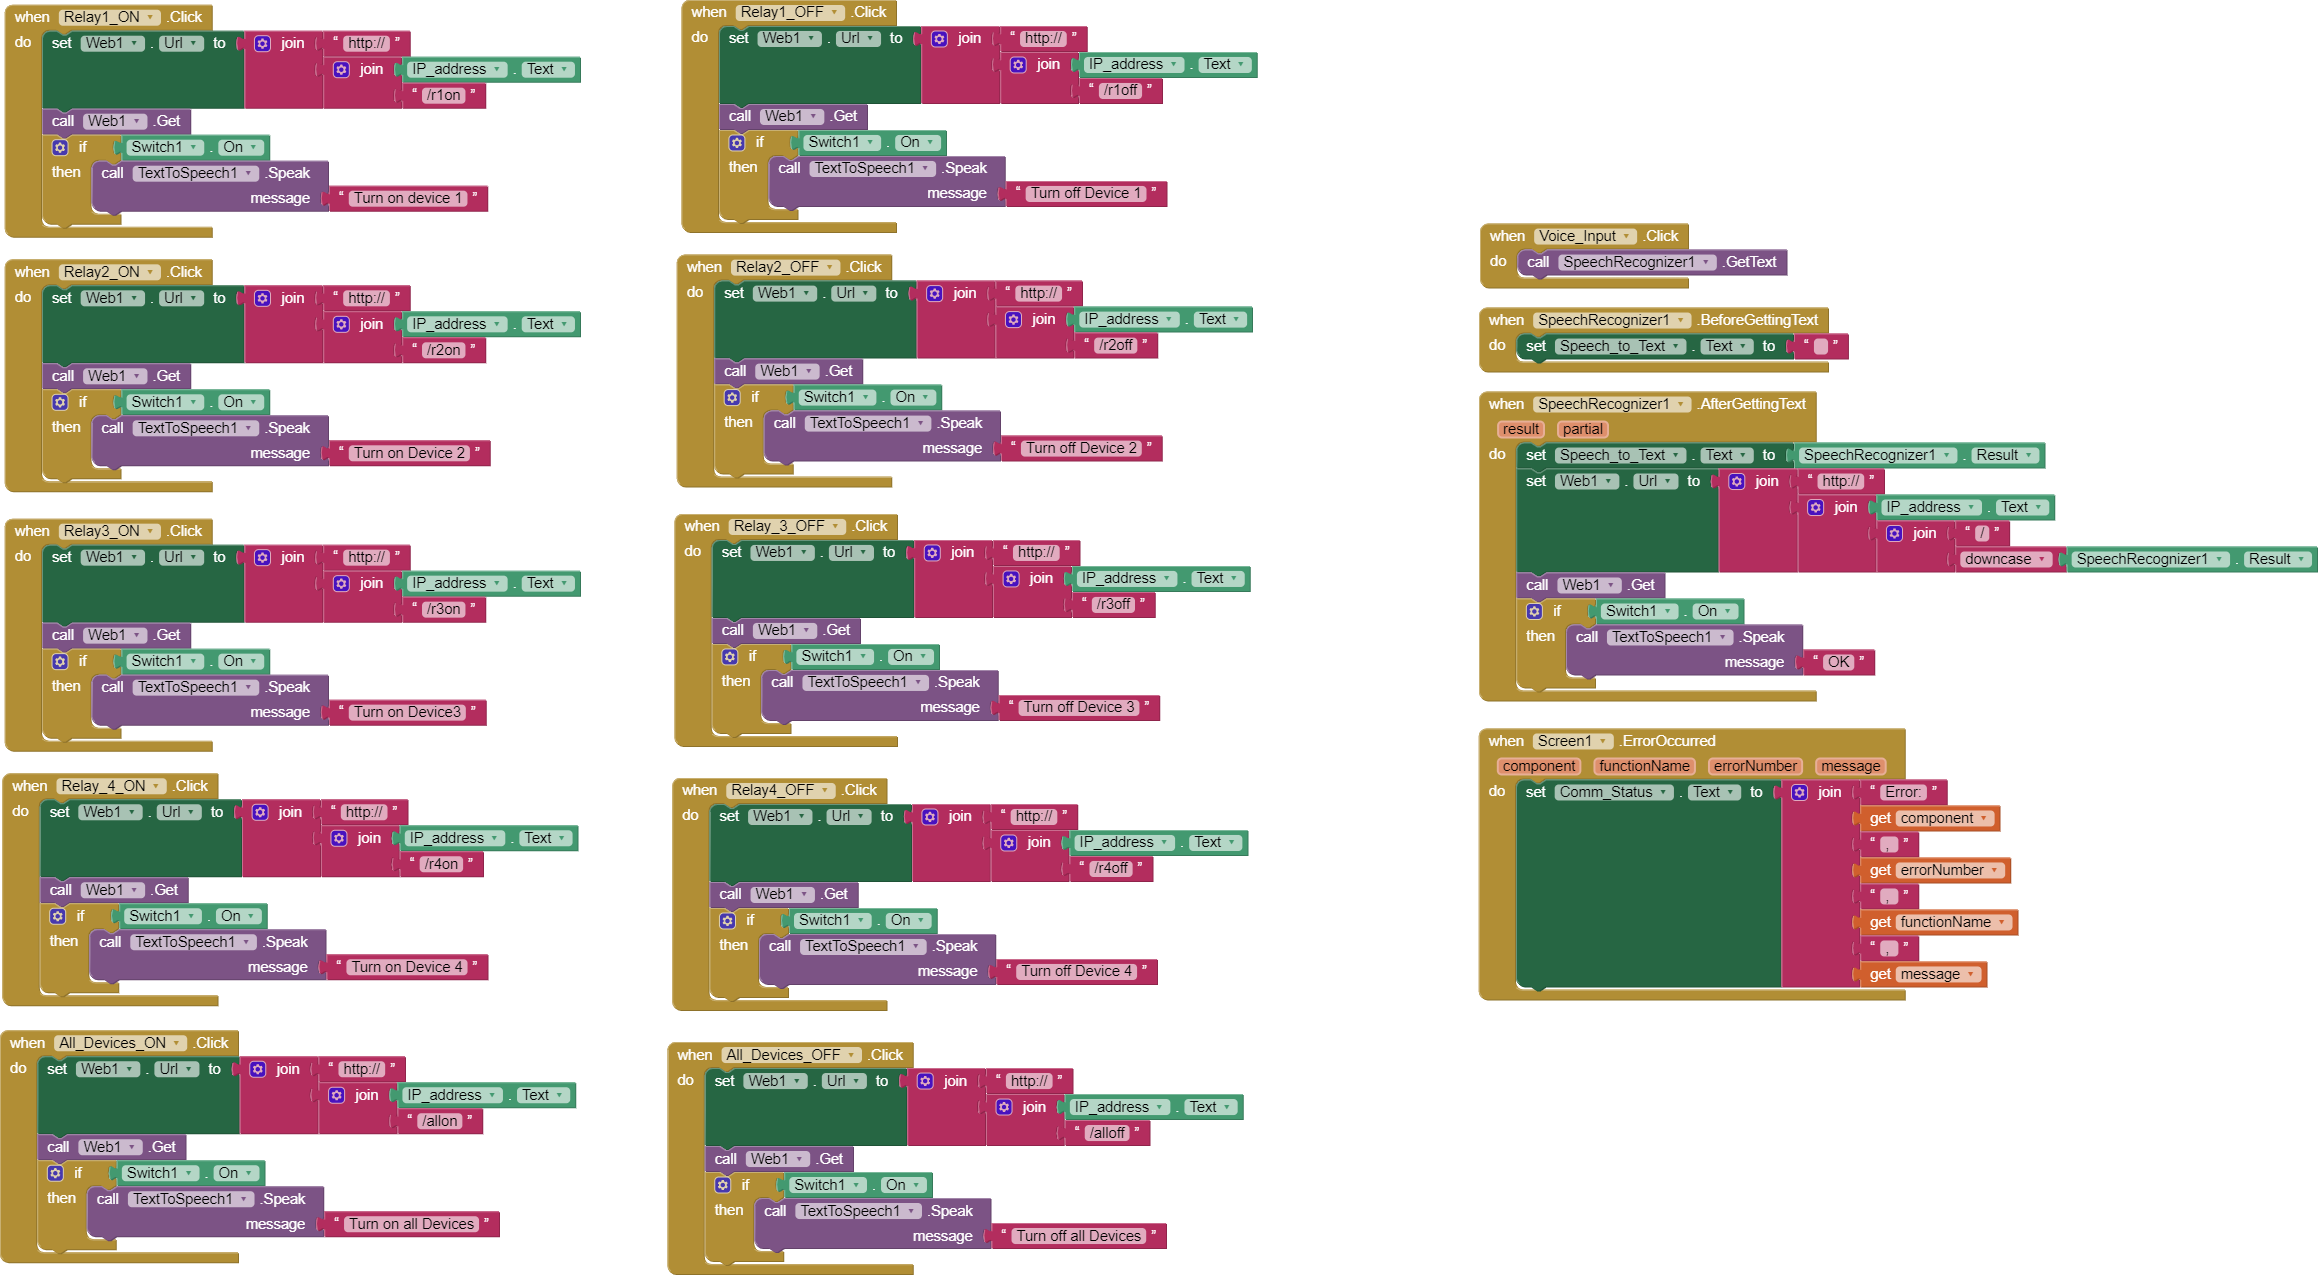 when Relay1_ON .Click
do set Web1 . Url to join “ http:// ”
join IP_address . Text
“ /r1on ”
call Web1 .Get
if Switch1 . On
then call TextToSpeech1 .Speak
message “ Turn on device 1 ”
when Relay2_ON .Click
do set Web1 . Url to join “ http:// ”
join IP_address . Text
“ /r2on ”
call Web1 .Get
if Switch1 . On
then call TextToSpeech1 .Speak
message “ Turn on Device 2 ”
when Relay3_ON .Click
do set Web1 . Url to join “ http:// ”
join IP_address . Text
“ /r3on ”
call Web1 .Get
if Switch1 . On
then call TextToSpeech1 .Speak
message “ Turn on Device3 ”
when Relay_4_ON .Click
do set Web1 . Url to join “ http:// ”
join IP_address . Text
“ /r4on ”
call Web1 .Get
if Switch1 . On
then call TextToSpeech1 .Speak
message “ Turn on Device 4 ”
when All_Devices_ON .Click
do set Web1 . Url to join “ http:// ”
join IP_address . Text
“ /allon ”
call Web1 .Get
if Switch1 . On
then call TextToSpeech1 .Speak
message “ Turn on all Devices ”
when Relay1_OFF .Click
do set Web1 . Url to join “ http:// ”
join IP_address . Text
“ /r1off ”
call Web1 .Get
if Switch1 . On
then call TextToSpeech1 .Speak
message “ Turn off Device 1 ”
when Relay2_OFF .Click
do set Web1 . Url to join “ http:// ”
join IP_address . Text
“ /r2off ”
call Web1 .Get
if Switch1 . On
then call TextToSpeech1 .Speak
message “ Turn off Device 2 ”
when Relay_3_OFF .Click
do set Web1 . Url to join “ http:// ”
join IP_address . Text
“ /r3off ”
call Web1 .Get
if Switch1 . On
then call TextToSpeech1 .Speak
message “ Turn off Device 3 ”
when Relay4_OFF .Click
do set Web1 . Url to join “ http:// ”
join IP_address . Text
“ /r4off ”
call Web1 .Get
if Switch1 . On
then call TextToSpeech1 .Speak
message “ Turn off Device 4 ”
when All_Devices_OFF .Click
do set Web1 . Url to join “ http:// ”
join IP_address . Text
“ /alloff ”
call Web1 .Get
if Switch1 . On
then call TextToSpeech1 .Speak
message “ Turn off all Devices ”
when Voice_Input .Click
do call SpeechRecognizer1 .GetText
when SpeechRecognizer1 .BeforeGettingText
do set Speech_to_Text . Text to “ ”
when SpeechRecognizer1 .AfterGettingText
result partial
do set Speech_to_Text . Text to SpeechRecognizer1 . Result
set Web1 . Url to join “ http:// ”
join IP_address . Text
join “ / ”
downcase SpeechRecognizer1 . Result
call Web1 .Get
if Switch1 . On
then call TextToSpeech1 .Speak
message “ OK ”
when Screen1 .ErrorOccurred
component functionName errorNumber message
do set Comm_Status . Text to join “ Error: ”
get component
“ , ”
get errorNumber
“ , ”
get functionName
“ , ”
get message